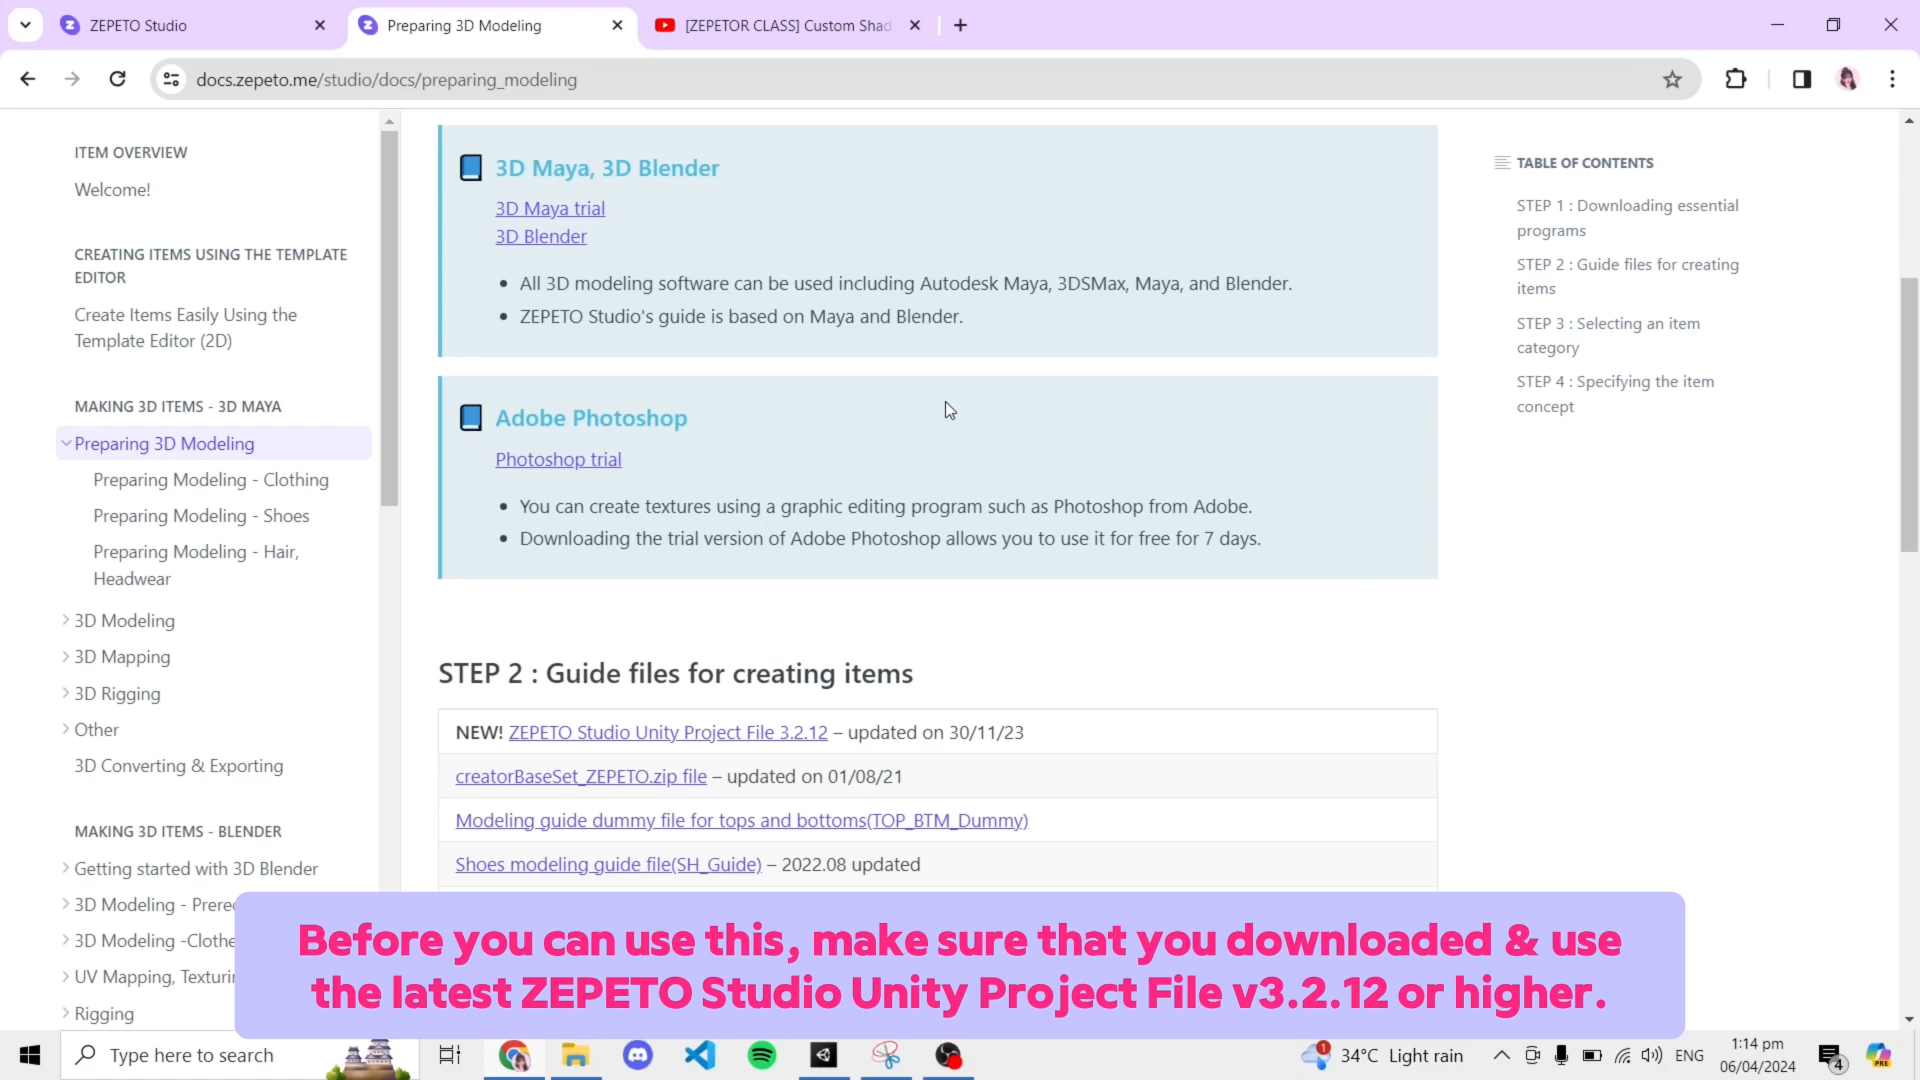 ZEPETO Studio
Preparing 3D Modeling
[ZEPETOR CLASS] Custom Shad
docs.zepeto.me/studio/docs/preparing_modeling
ITEM OVERVIEW
Welcome!
CREATING ITEMS USING THE TEMPLATE
EDITOR
Create Items Easily Using the
Template Editor (2D)
MAKING 3D ITEMS - 3D MAYA
Preparing 3D Modeling
Preparing Modeling - Clothing
Preparing Modeling - Shoes
Preparing Modeling - Hair,
Headwear
3D Modeling
3D Mapping
3D Rigging
Other
3D Converting & Exporting
MAKING 3D ITEMS - BLENDER
Getting started with 3D Blender
3D Modeling - Prere
3D Modeling -Clothe
UV Mapping, Texturi
Rigging
3D Maya, 3D Blender
3D Maya trial
3D Blender
All 3D modeling software can be used including Autodesk Maya, 3DSMax, Maya, and Blender.
ZEPETO Studio's guide is based on Maya and Blender.
Adobe Photoshop
Photoshop trial
You can create textures using a graphic editing program such as Photoshop from Adobe.
Downloading the trial version of Adobe Photoshop allows you to use it for free for 7 days.
STEP 2 : Guide files for creating items
NEW! ZEPETO Studio Unity Project File 3.2.12 – updated on 30/11/23
creatorBaseSet_ZEPETO.zip file – updated on 01/08/21
Modeling guide dummy file for tops and bottoms(TOP_BTM_Dummy)
Shoes modeling guide file(SH_Guide) – 2022.08 updated
TABLE OF CONTENTS
STEP 1 : Downloading essential
programs
STEP 2 : Guide files for creating
items
STEP 3 : Selecting an item
category
STEP 4 : Specifying the item
concept
Before you can use this, make sure that you downloaded & use
the latest ZEPETO Studio Unity Project File v3.2.12 or higher.
Type here to search
1
34°C Light rain
ENG
1:14 pm
06/04/2024
4
PRE